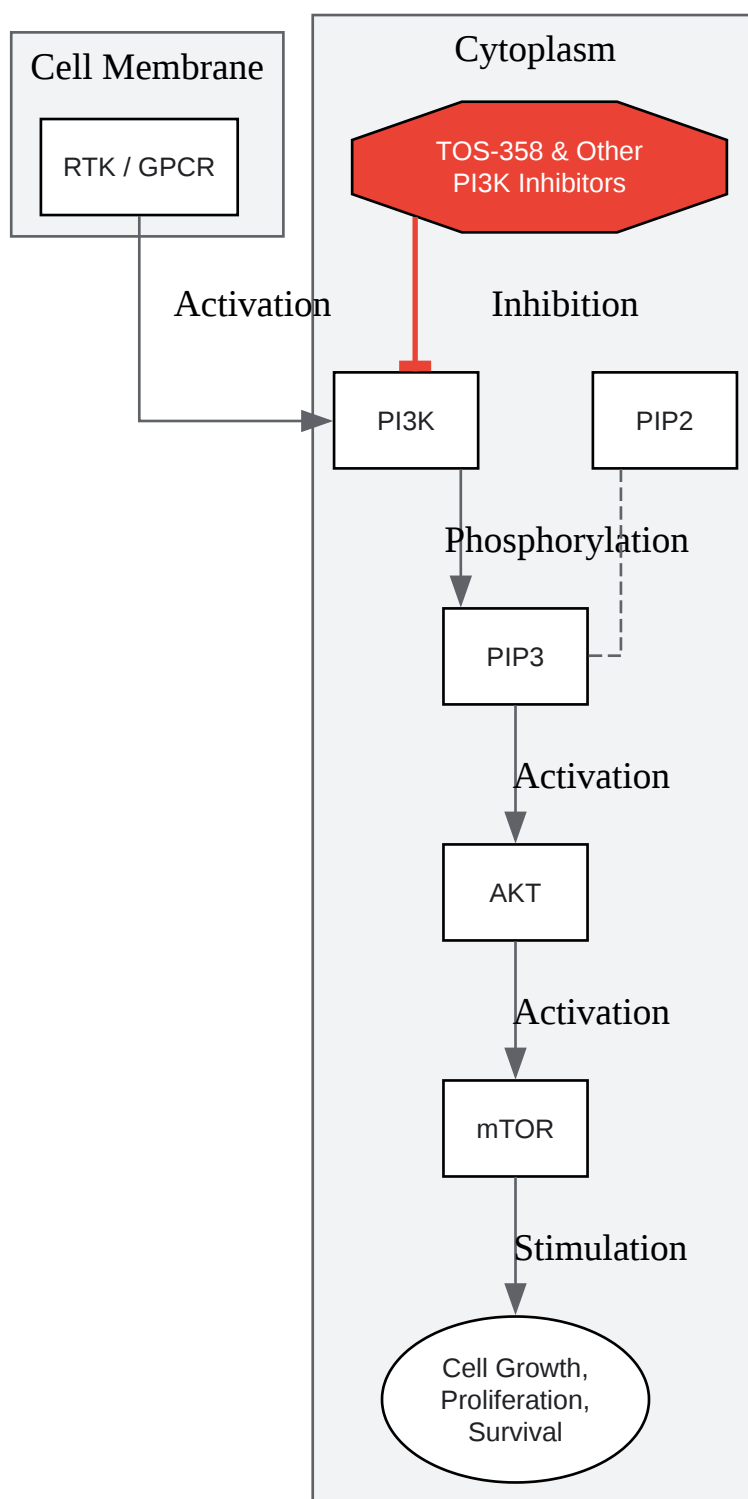 Cell Membrane
Cytoplasm
RTK / GPCR
TOS-358 & Other
PI3K Inhibitors
Activation
Inhibition
PI3K
PIP2
Phosphorylation
PIP3
Activation
AKT
Activation
mTOR
Stimulation
Cell Growth,
Proliferation,
Survival